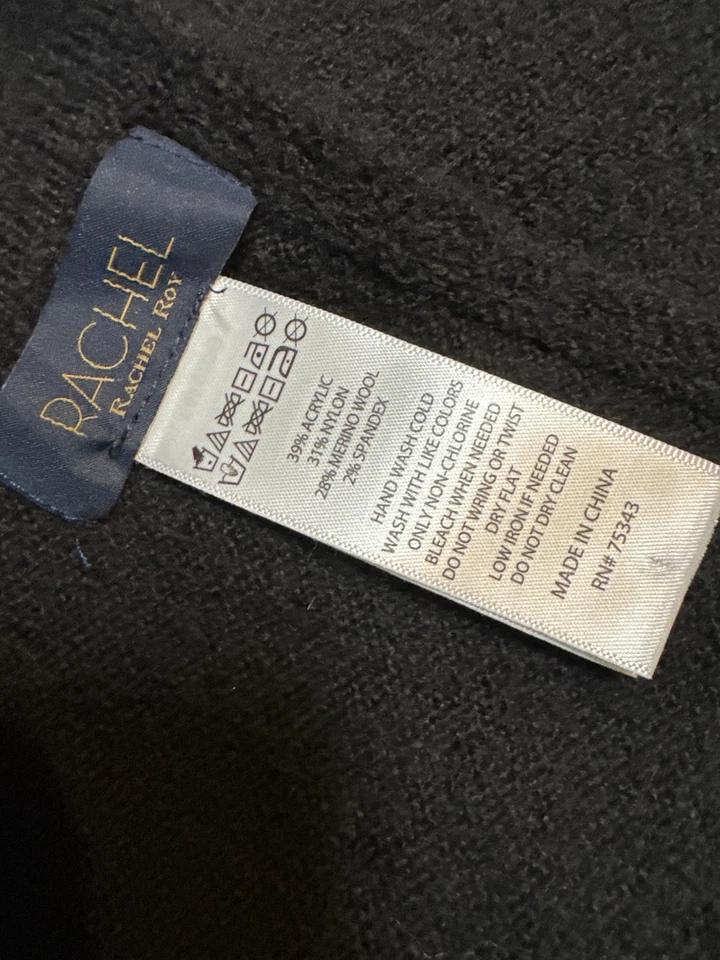 RACHEL
RACHEL ROY
39% ACRYLIC
31% NYLON
28% MERINO WOOL
2% SPANDEX
HAND WASH COLD
WASH WITH LIKE COLORS
ONLY NON-CHLORINE
BLEACH WHEN NEEDED
DO NOT WRING OR TWIST
DRY FLAT
LOW IRON IF NEEDED
DO NOT DRY CLEAN
MADE IN CHINA
RN# 75343